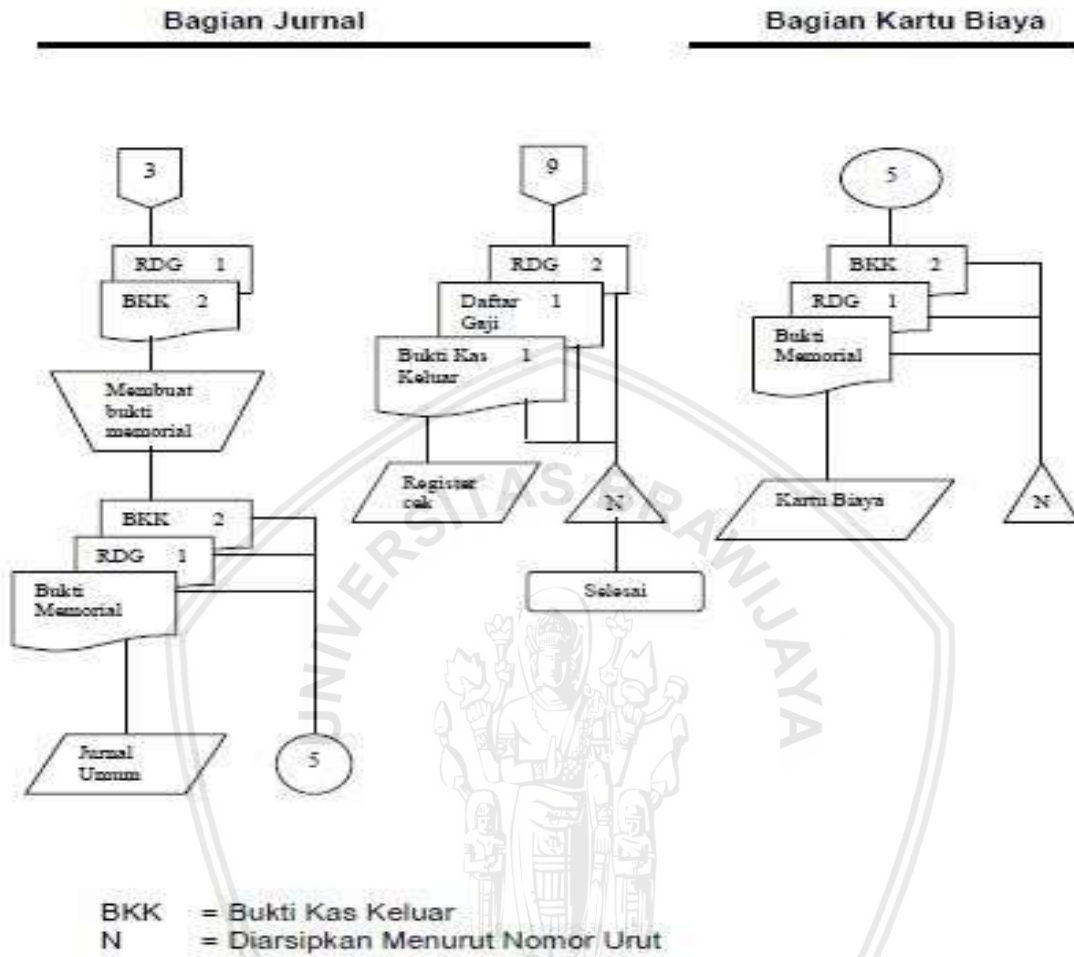 Bagian Jurnal
Bagian Kartu Biaya
3
RDG 1
BKK 2
Membuat
bukti
memorial
BKK 2
RDG 1
Bukti
Memorial
Jurnal
Umum
5
9
RDG 2
Daftar 1
Gaji
Bukti Kas 1
Keluar
Register
cek
N
Selesai
5
BKK 2
RDG 1
Bukti
Memorial
Kartu Biaya
N
UNIVERSITAS BRAWIJAYA
BKK = Bukti Kas Keluar
N = Diarsipkan Menurut Nomor Urut